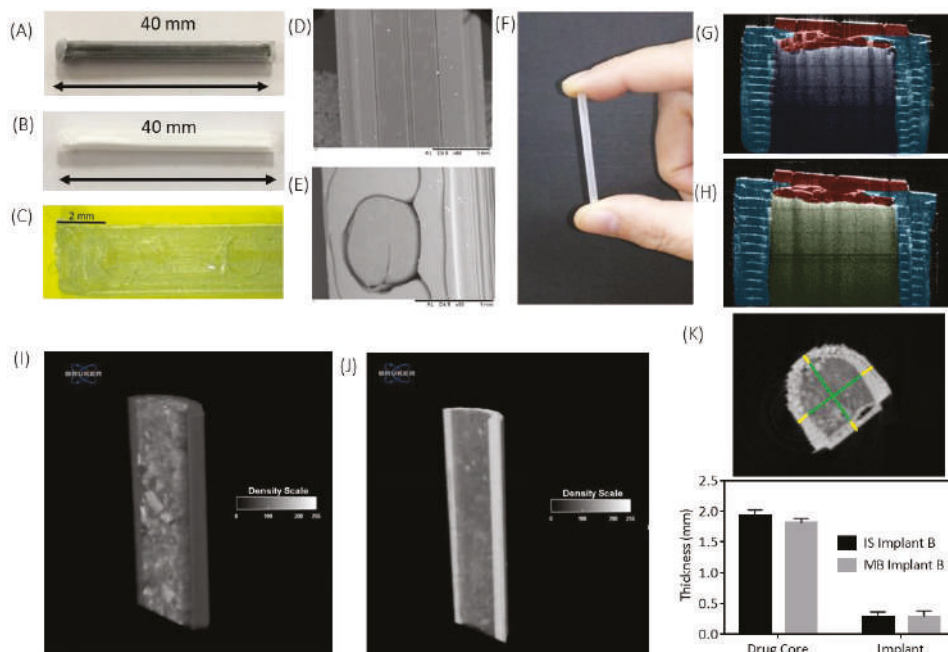 (A)
40 mm
(B)
40 mm
(C)
2 mm
(D)
(E)
(F)
(G)
(H)
(I)
BRUKER
Density Scale
0 100 200 255
(J)
BRUKER
Density Scale
0 100 200 255
(K)
Thickness (mm)
2.5
2.0
1.5
1.0
0.5
0.0
IS Implant B
MB Implant B
Drug Core
Implant